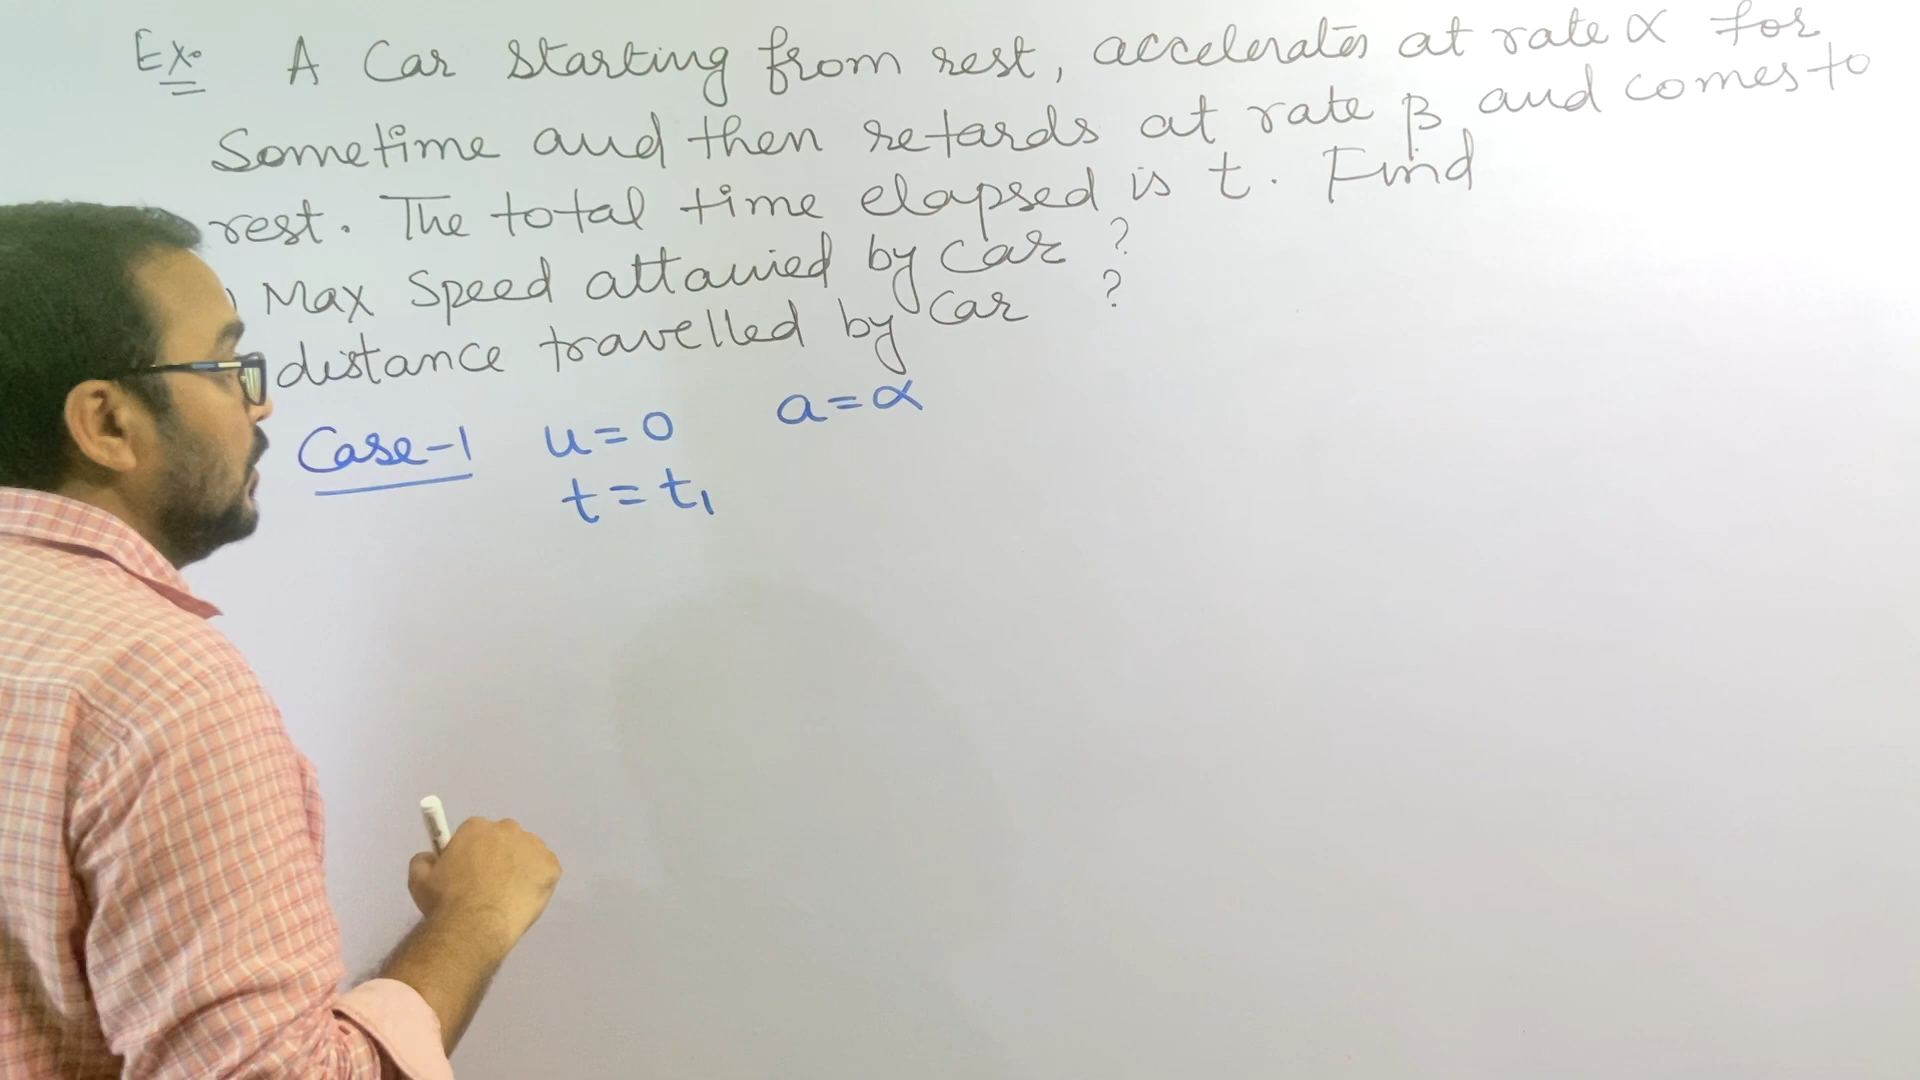 Ex. A Car starting from rest, accelerates at rate α for
Sometime and then retards at rate β and comes to
rest. The total time elapsed is t. Find
) Max Speed attained by Car ?
distance travelled by Car ?
Case-1 u=0 a=α
t=t₁